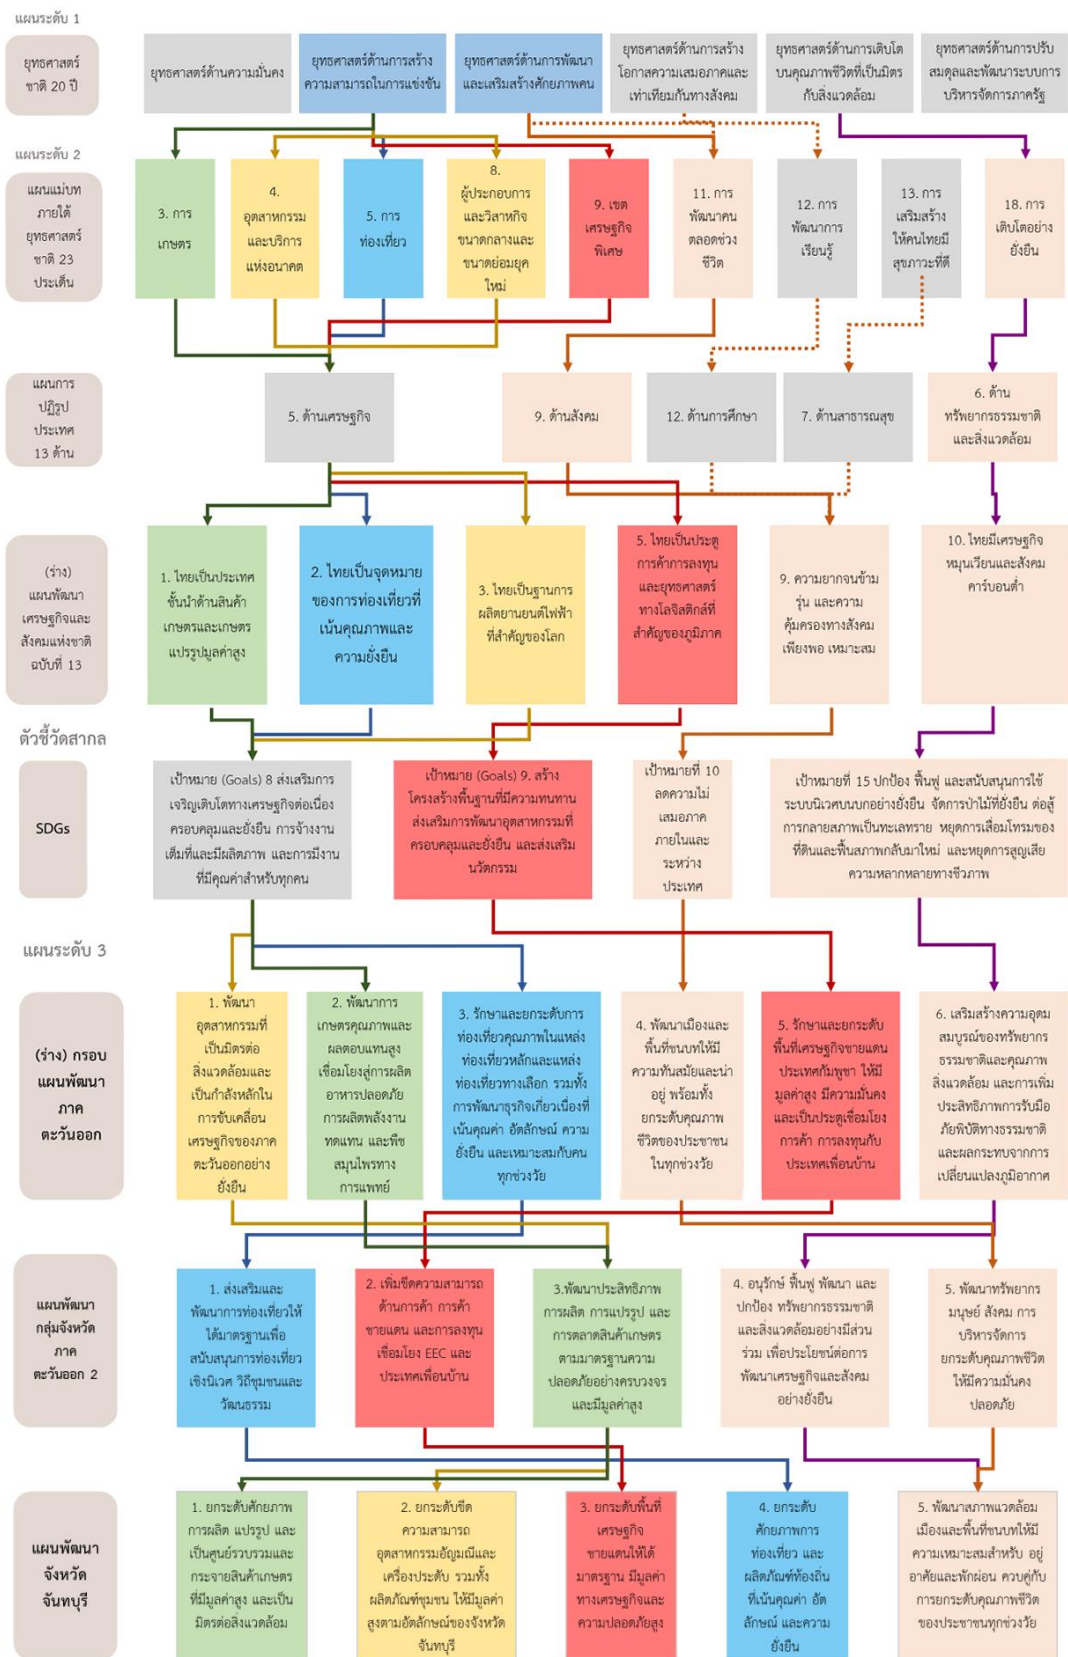 แผนระดับ 1
ยุทธศาสตร์
ชาติ 20 ปี
ยุทธศาสตร์ด้านความมั่นคง
ยุทธศาสตร์ด้านการสร้าง
ความสามารถในการแข่งขัน
ยุทธศาสตร์ด้านการพัฒนา
และเสริมสร้างศักยภาพคน
ยุทธศาสตร์ด้านการสร้าง
โอกาสความเสมอภาคและ
เท่าเทียมกันทางสังคม
ยุทธศาสตร์ด้านการเติบโต
บนคุณภาพชีวิตที่เป็นมิตร
กับสิ่งแวดล้อม
ยุทธศาสตร์ด้านการปรับ
สมดุลและพัฒนาระบบการ
บริหารจัดการภาครัฐ
แผนระดับ 2
แผนแม่บท
ภายใต้
ยุทธศาสตร์
ชาติ 23
ประเด็น
3. การ
เกษตร
4.
อุตสาหกรรม
และบริการ
แห่งอนาคต
5. การ
ท่องเที่ยว
8.
ผู้ประกอบการ
และวิสาหกิจ
ขนาดกลางและ
ขนาดย่อมยุค
ใหม่
9. เขต
เศรษฐกิจ
พิเศษ
11. การ
พัฒนาคน
ตลอดช่วง
ชีวิต
12. การ
พัฒนาการ
เรียนรู้
13. การ
เสริมสร้าง
ให้คนไทยมี
สุขภาวะที่ดี
18. การ
เติบโตอย่าง
ยั่งยืน
แผนการ
ปฏิรูป
ประเทศ
13 ด้าน
5. ด้านเศรษฐกิจ
9. ด้านสังคม
12. ด้านการศึกษา
7. ด้านสาธารณสุข
6. ด้าน
ทรัพยากรธรรมชาติ
และสิ่งแวดล้อม
(ร่าง)
แผนพัฒนา
เศรษฐกิจและ
สังคมแห่งชาติ
ฉบับที่ 13
1. ไทยเป็นประเทศ
ชั้นนำด้านสินค้า
เกษตรและเกษตร
แปรรูปมูลค่าสูง
2. ไทยเป็นจุดหมาย
ของการท่องเที่ยวที่
เน้นคุณภาพและ
ความยั่งยืน
3. ไทยเป็นฐานการ
ผลิตยานยนต์ไฟฟ้า
ที่สำคัญของโลก
5. ไทยเป็นประตู
การค้าการลงทุน
และยุทธศาสตร์
ทางโลจิสติกส์ที่
สำคัญของภูมิภาค
9. ความยากจนข้าม
รุ่น และความ
คุ้มครองทางสังคม
เพียงพอ เหมาะสม
10. ไทยมีเศรษฐกิจ
หมุนเวียนและสังคม
คาร์บอนต่ำ
ตัวชี้วัดสากล
SDGs
เป้าหมาย (Goals) 8 ส่งเสริมการ
เจริญเติบโตทางเศรษฐกิจต่อเนื่อง
ครอบคลุมและยั่งยืน การจ้างงาน
เต็มที่และมีผลิตภาพ และการมีงาน
ที่มีคุณค่าสำหรับทุกคน
เป้าหมาย (Goals) 9. สร้าง
โครงสร้างพื้นฐานที่มีความทนทาน
ส่งเสริมการพัฒนาอุตสาหกรรมที่
ครอบคลุมและยั่งยืน และส่งเสริม
นวัตกรรม
เป้าหมายที่ 10
ลดความไม่
เสมอภาค
ภายในและ
ระหว่าง
ประเทศ
เป้าหมายที่ 15 ปกป้อง ฟื้นฟู และสนับสนุนการใช้
ระบบนิเวศบนบกอย่างยั่งยืน จัดการป่าไม้ที่ยั่งยืน ต่อสู้
การกลายสภาพเป็นทะเลทราย หยุดการเสื่อมโทรมของ
ที่ดินและฟื้นสภาพกลับมาใหม่ และหยุดการสูญเสีย
ความหลากหลายทางชีวภาพ
แผนระดับ 3
(ร่าง) กรอบ
แผนพัฒนา
ภาค
ตะวันออก
1. พัฒนา
อุตสาหกรรมที่
เป็นมิตรต่อ
สิ่งแวดล้อมและ
เป็นกำลังหลักใน
การขับเคลื่อน
เศรษฐกิจของภาค
ตะวันออกอย่าง
ยั่งยืน
2. พัฒนาการ
เกษตรคุณภาพและ
ผลตอบแทนสูง
เชื่อมโยงสู่การผลิต
อาหารปลอดภัย
การผลิตพลังงาน
ทดแทน และพืช
สมุนไพรทาง
การแพทย์
3. รักษาและยกระดับการ
ท่องเที่ยวคุณภาพในแหล่ง
ท่องเที่ยวหลักและแหล่ง
ท่องเที่ยวทางเลือก รวมทั้ง
การพัฒนาธุรกิจเกี่ยวเนื่องที่
เน้นคุณค่า อัตลักษณ์ ความ
ยั่งยืน และเหมาะสมกับคน
ทุกช่วงวัย
4. พัฒนาเมืองและ
พื้นที่ชนบทให้มี
ความทันสมัยและน่า
อยู่ พร้อมทั้ง
ยกระดับคุณภาพ
ชีวิตของประชาชน
ในทุกช่วงวัย
5. รักษาและยกระดับ
พื้นที่เศรษฐกิจชายแดน
ประเทศกัมพูชา ให้มี
มูลค่าสูง มีความมั่นคง
และเป็นประตูเชื่อมโยง
การค้า การลงทุนกับ
ประเทศเพื่อนบ้าน
6. เสริมสร้างความอุดม
สมบูรณ์ของทรัพยากร
ธรรมชาติและคุณภาพ
สิ่งแวดล้อม และการเพิ่ม
ประสิทธิภาพการรับมือ
ภัยพิบัติทางธรรมชาติ
และผลกระทบจากการ
เปลี่ยนแปลงภูมิอากาศ
แผนพัฒนา
กลุ่มจังหวัด
ภาค
ตะวันออก 2
1. ส่งเสริมและ
พัฒนาการท่องเที่ยวให้
ได้มาตรฐานเพื่อ
สนับสนุนการท่องเที่ยว
เชิงนิเวศ วิถีชุมชนและ
วัฒนธรรม
2. เพิ่มขีดความสามารถ
ด้านการค้า การค้า
ชายแดน และการลงทุน
เชื่อมโยง EEC และ
ประเทศเพื่อนบ้าน
3.พัฒนาประสิทธิภาพ
การผลิต การแปรรูป และ
การตลาดสินค้าเกษตร
ตามมาตรฐานความ
ปลอดภัยอย่างครบวงจร
และมีมูลค่าสูง
4. อนุรักษ์ ฟื้นฟู พัฒนา และ
ปกป้อง ทรัพยากรธรรมชาติ
และสิ่งแวดล้อมอย่างมีส่วน
ร่วม เพื่อประโยชน์ต่อการ
พัฒนาเศรษฐกิจและสังคม
อย่างยั่งยืน
5. พัฒนาทรัพยากร
มนุษย์ สังคม การ
บริหารจัดการ
ยกระดับคุณภาพชีวิต
ให้มีความมั่นคง
ปลอดภัย
แผนพัฒนา
จังหวัด
จันทบุรี
1. ยกระดับศักยภาพ
การผลิต แปรรูป และ
เป็นศูนย์รวบรวมและ
กระจายสินค้าเกษตร
ที่มีมูลค่าสูง และเป็น
มิตรต่อสิ่งแวดล้อม
2. ยกระดับขีด
ความสามารถ
อุตสาหกรรมอัญมณีและ
เครื่องประดับ รวมทั้ง
ผลิตภัณฑ์ชุมชน ให้มีมูลค่า
สูงตามอัตลักษณ์ของจังหวัด
จันทบุรี
3. ยกระดับพื้นที่
เศรษฐกิจ
ชายแดนให้ได้
มาตรฐาน มีมูลค่า
ทางเศรษฐกิจและ
ความปลอดภัยสูง
4. ยกระดับ
ศักยภาพการ
ท่องเที่ยว และ
ผลิตภัณฑ์ท้องถิ่น
ที่เน้นคุณค่า อัต
ลักษณ์ และความ
ยั่งยืน
5. พัฒนาสภาพแวดล้อม
เมืองและพื้นที่ชนบทให้มี
ความเหมาะสมสำหรับ อยู่
อาศัยและพักผ่อน ควบคู่กับ
การยกระดับคุณภาพชีวิต
ของประชาชนทุกช่วงวัย